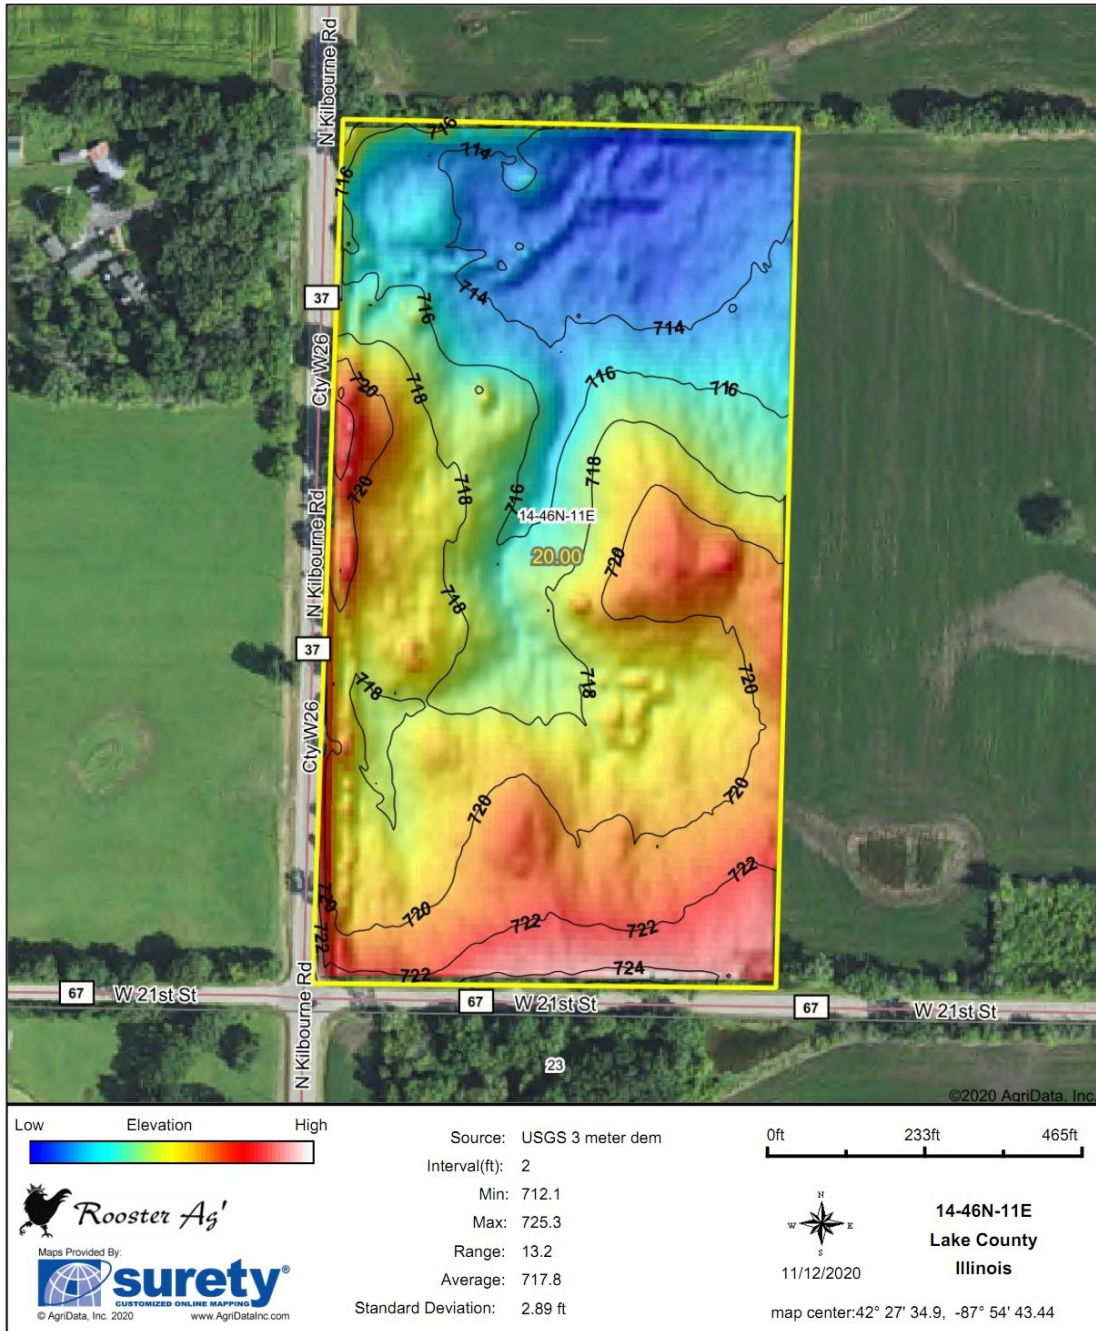 N Kilbourne Rd
716
714
716
37
716
714
714
Cty W26
720
718
716
716
720
718
718
716
N Kilbourne Rd
14-46N-11E
20.00
720
718
37
718
718
720
Cty W26
720
720
720
720
722
722
722
722
722
724
67
W 21st St
67
W 21st St
67
W 21st St
N Kilbourne Rd
23
©2020 AgriData, Inc.
Low Elevation High
Rooster Ag'
Maps Provided By:
surety®
CUSTOMIZED ONLINE MAPPING
© AgriData, Inc. 2020 www.AgriDataInc.com
Source: USGS 3 meter dem
Interval(ft): 2
Min: 712.1
Max: 725.3
Range: 13.2
Average: 717.8
Standard Deviation: 2.89 ft
0ft 233ft 465ft
N
W E
S
11/12/2020
14-46N-11E
Lake County
Illinois
map center:42° 27' 34.9, -87° 54' 43.44